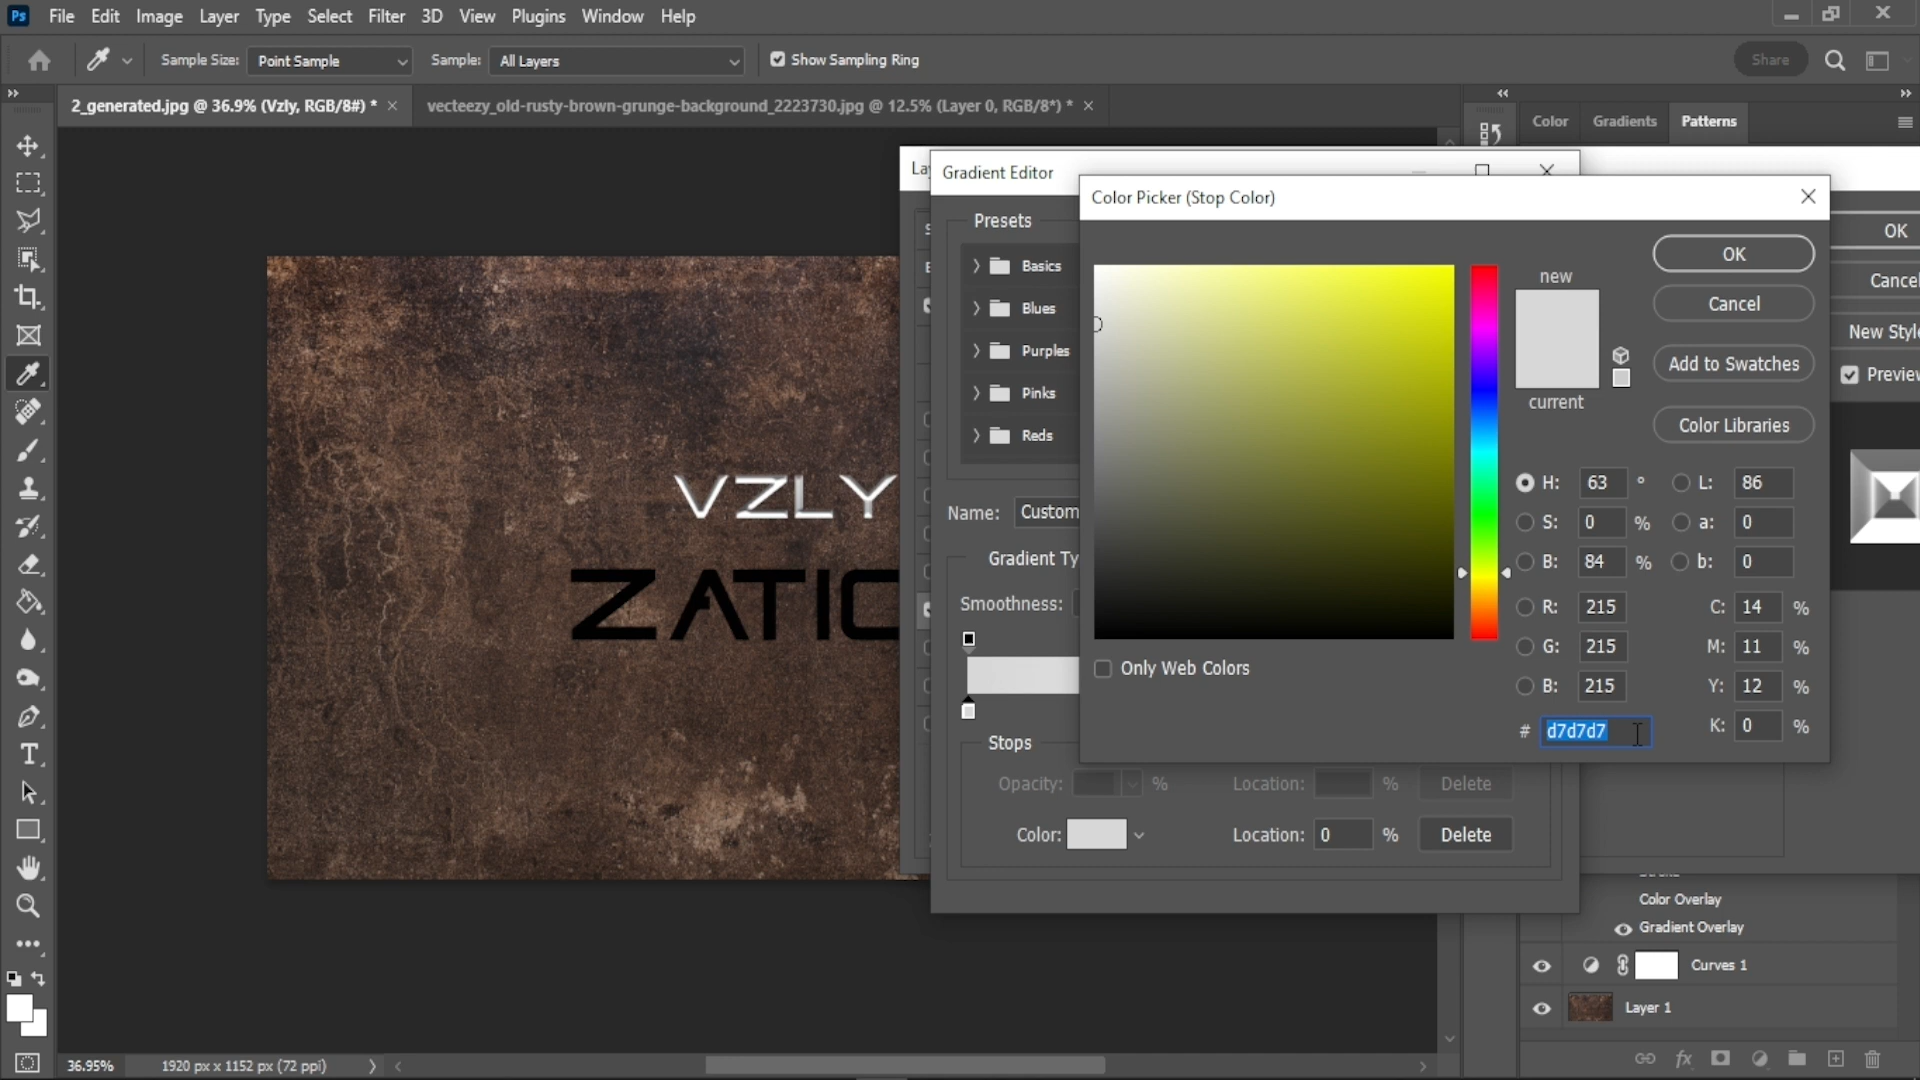 Ps File Edit Image Layer Type Select Filter 3D View Plugins Window Help
Sample Size: Point Sample Sample: All Layers Show Sampling Ring Share
2_generated.jpg @ 36.9% (Vzly, RGB/8#) * vecteezy_old-rusty-brown-grunge-background_2223730.jpg @ 12.5% (Layer 0, RGB/8*) *
Color Gradients Patterns
Gradient Editor
Color Picker (Stop Color)
Presets
Basics
Blues
Purples
Pinks
Reds
Name: Custom
Gradient Ty
Smoothness:
new
current
OK
Cancel
Add to Swatches
Color Libraries
H: 63 ° L: 86
S: 0 % a: 0
B: 84 % b: 0
R: 215 C: 14 %
G: 215 M: 11 %
B: 215 Y: 12 %
# d7d7d7 K: 0 %
Only Web Colors
OK
Cancel
New Style
Preview
VZLY
ZATIO
Stops
Opacity: % Location: % Delete
Color: Location: 0 % Delete
Color Overlay
Gradient Overlay
Curves 1
Layer 1
fx
36.95% 1920 px x 1152 px (72 ppi)